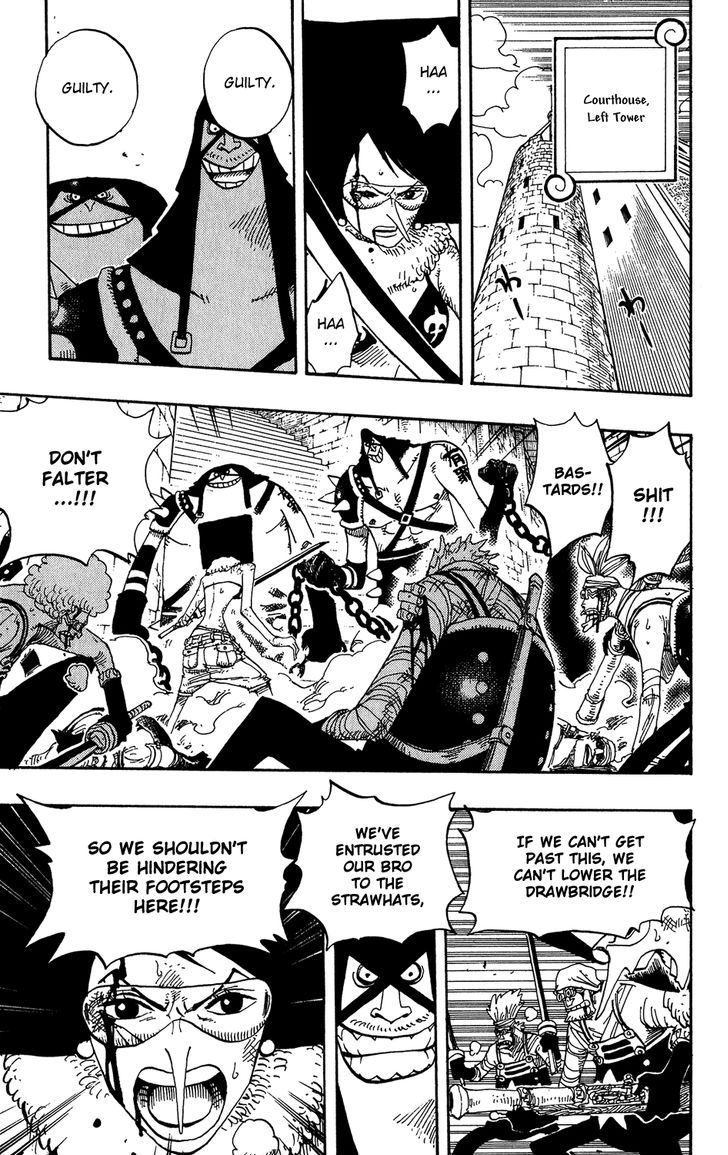 Courthouse,
Left Tower
わ
わ
HAA
...
HAA
...
GUILTY.
GUILTY.
SHIT
!!!
BAS-
TARDS!!
DON'T
FALTER
...!!!
IF WE CAN'T GET
PAST THIS, WE
CAN'T LOWER THE
DRAWBRIDGE!!
WE'VE
ENTRUSTED
OUR BRO
TO THE
STRAWHATS,
SO WE SHOULDN'T
BE HINDERING
THEIR FOOTSTEPS
HERE!!!